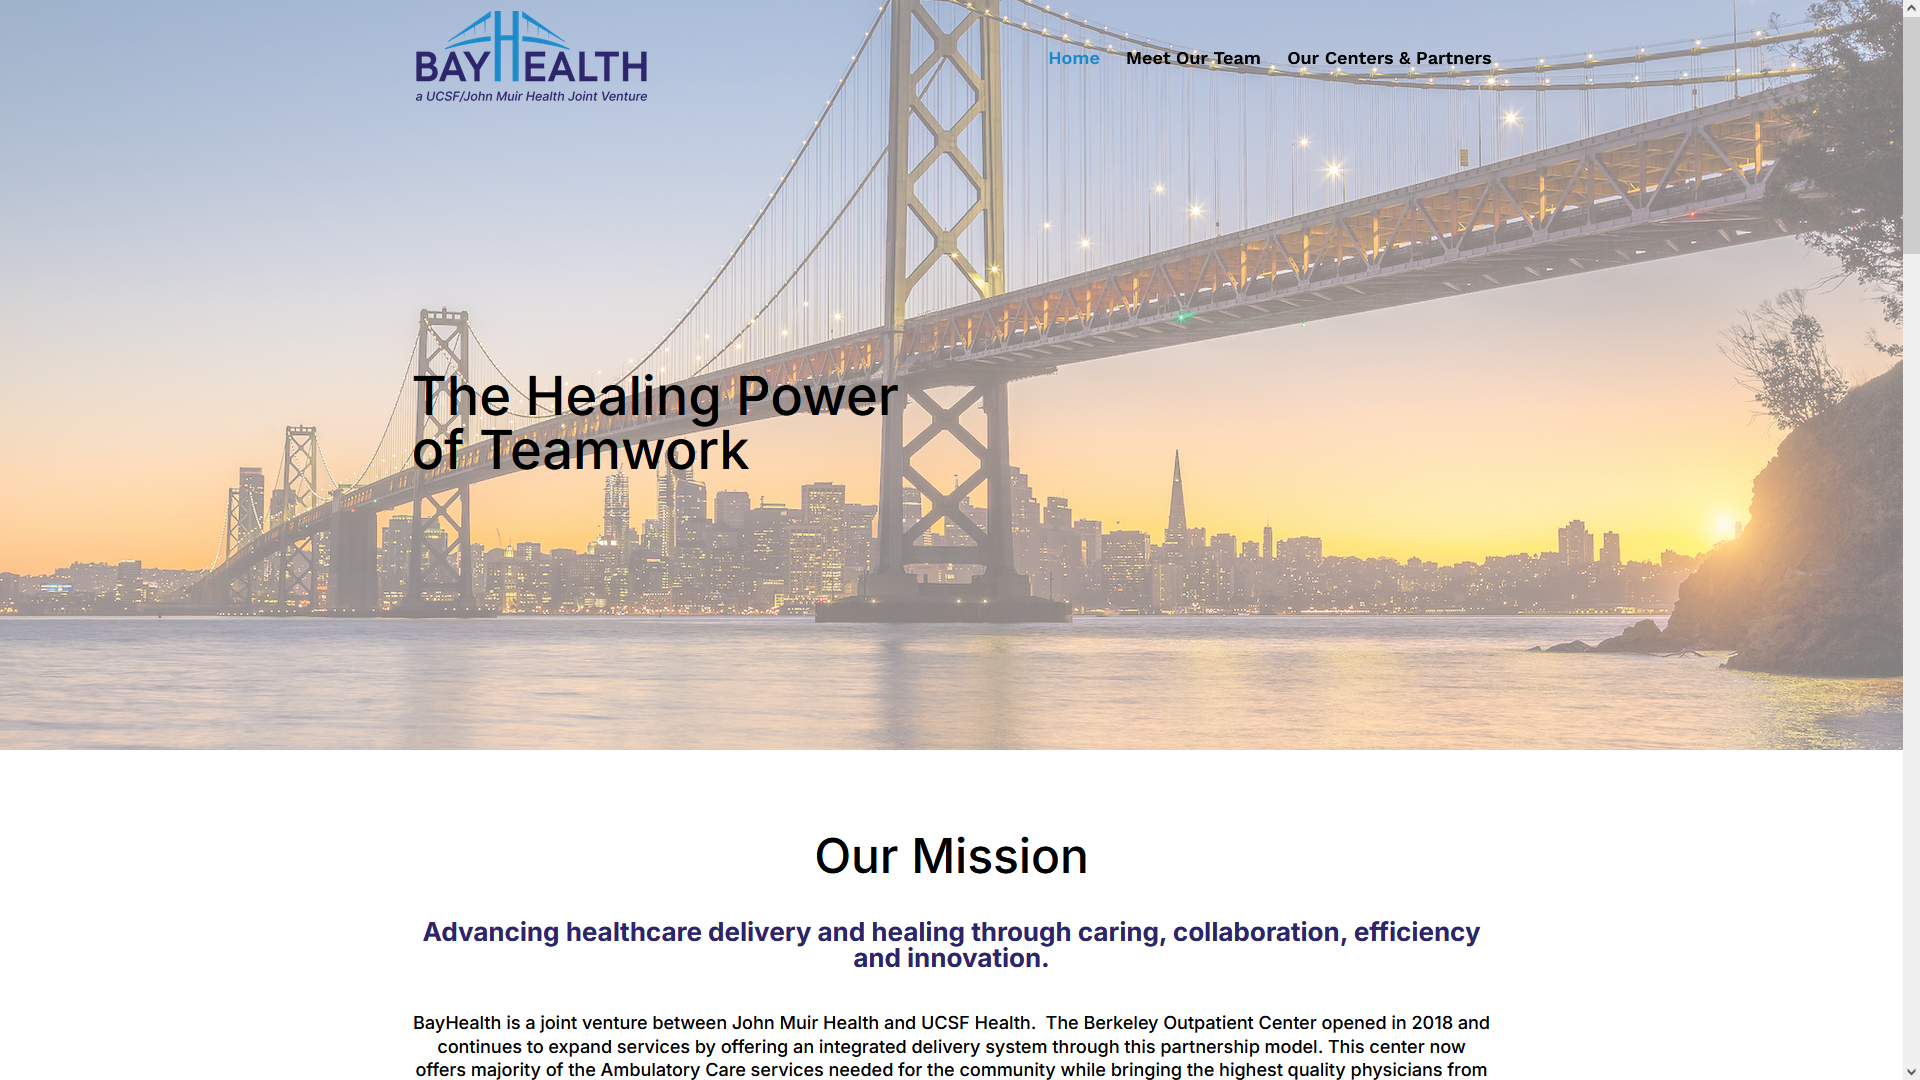 BAYHEALTH
a UCSF/John Muir Health Joint Venture
Home
Meet Our Team
Our Centers & Partners
The Healing Power
of Teamwork
Our Mission
Advancing healthcare delivery and healing through caring, collaboration, efficiency
and innovation.
BayHealth is a joint venture between John Muir Health and UCSF Health.  The Berkeley Outpatient Center opened in 2018 and
continues to expand services by offering an integrated delivery system through this partnership model. This center now
offers majority of the Ambulatory Care services needed for the community while bringing the highest quality physicians from